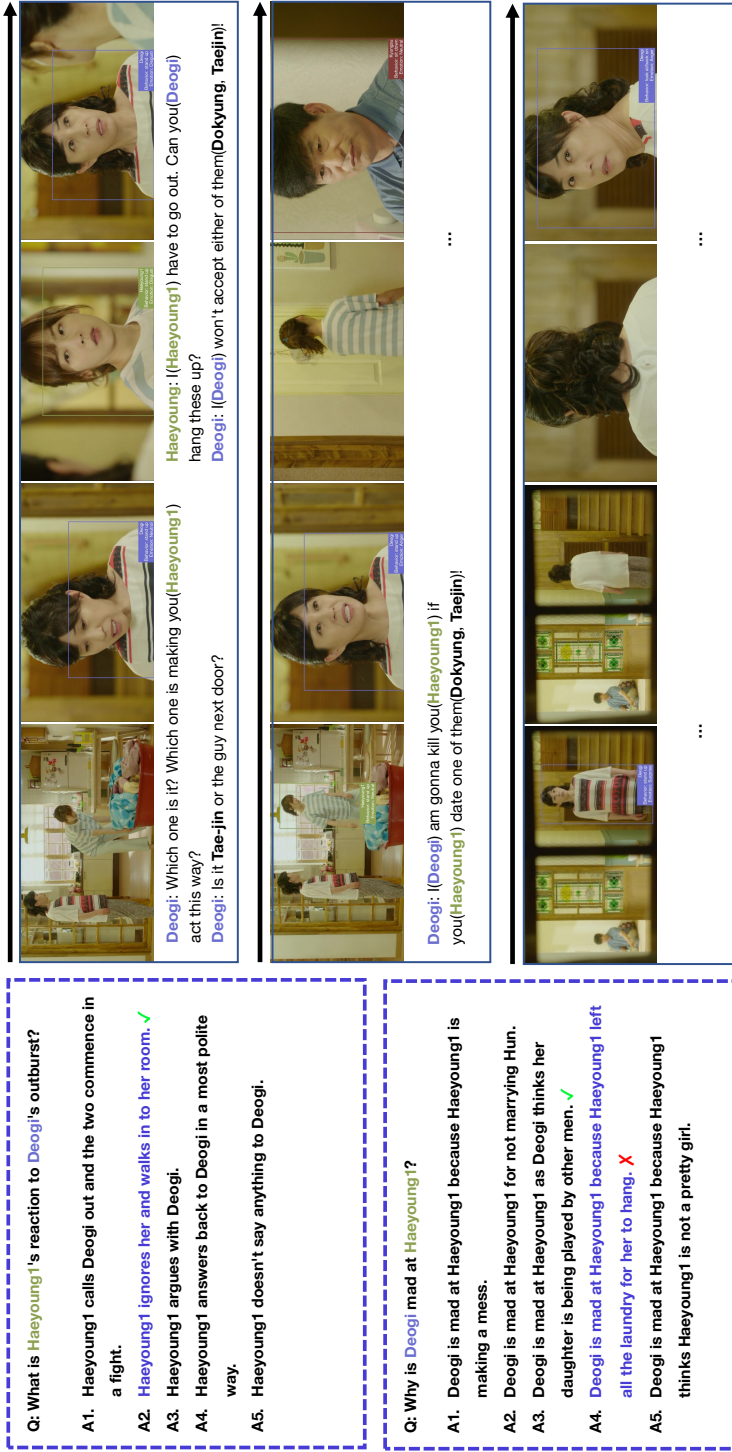 Q: What is Haeyoung1's reaction to Deogi's outburst?
A1. Haeyoung1 calls Deogi out and the two commence in
a fight.
A2. Haeyoung1 ignores her and walks in to her room. ✓
A3. Haeyoung1 argues with Deogi.
A4. Haeyoung1 answers back to Deogi in a most polite
way.
A5. Haeyoung1 doesn't say anything to Deogi.
Deogi: Which one is it? Which one is making you(Haeyoung1)
act this way?
Deogi: Is it Tae-jin or the guy next door?
Haeyoung: I(Haeyoung1) have to go out. Can you(Deogi)
hang these up?
Deogi: I(Deogi) won't accept either of them(Dokyung, Taejin)!
Deogi: I(Deogi) am gonna kill you(Haeyoung1) if
you(Haeyoung1) date one of them(Dokyung, Taejin)!
...
Q: Why is Deogi mad at Haeyoung1?
A1. Deogi is mad at Haeyoung1 because Haeyoung1 is
making a mess.
A2. Deogi is mad at Haeyoung1 for not marrying Hun.
A3. Deogi is mad at Haeyoung1 as Deogi thinks her
daughter is being played by other men. ✓
A4. Deogi is mad at Haeyoung1 because Haeyoung1 left
all the laundry for her to hang. ✗
A5. Deogi is mad at Haeyoung1 because Haeyoung1
thinks Haeyoung1 is not a pretty girl.
...
...